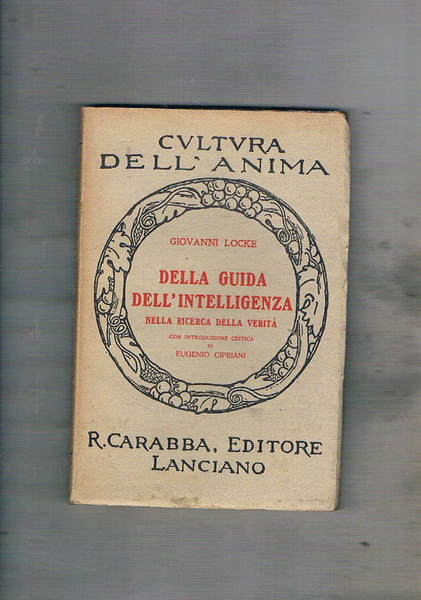 CVLTVRA
DELL'ANIMA
GIOVANNI LOCKE
DELLA GUIDA
DELL'INTELLIGENZA
NELLA RICERCA DELLA VERITÀ
CON INTRODUZIONE CRITICA
DI
EUGENIO CIPRIANI
R. CARABBA, EDITORE
LANCIANO